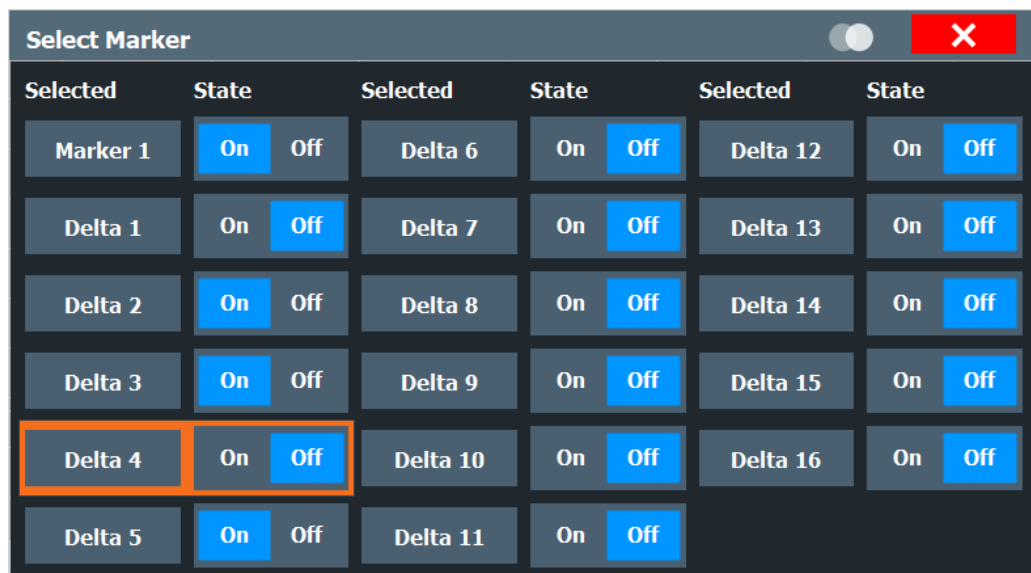 Select Marker
Selected State Selected State Selected State
Marker 1 On Off Delta 6 On Off Delta 12 On Off
Delta 1 On Off Delta 7 On Off Delta 13 On Off
Delta 2 On Off Delta 8 On Off Delta 14 On Off
Delta 3 On Off Delta 9 On Off Delta 15 On Off
Delta 4 On Off Delta 10 On Off Delta 16 On Off
Delta 5 On Off Delta 11 On Off